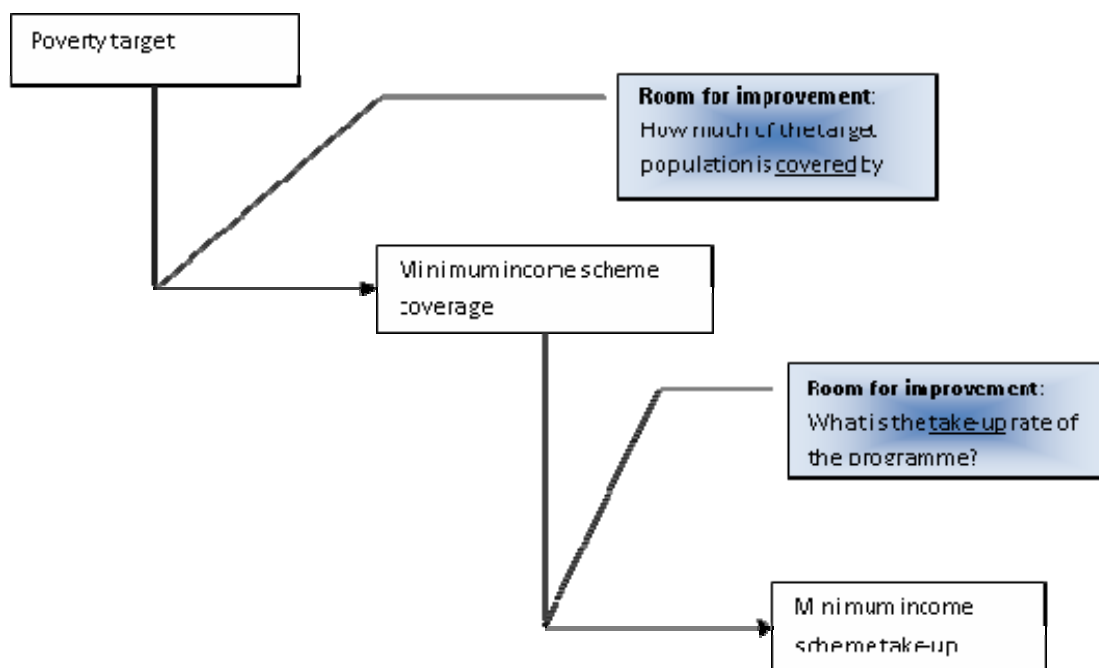 Poverty target
Room for improvement:
How much of the target
population is covered by
Minimum income scheme
coverage
Room for improvement:
What is the take-up rate of
the programme?
Minimum income
scheme take-up